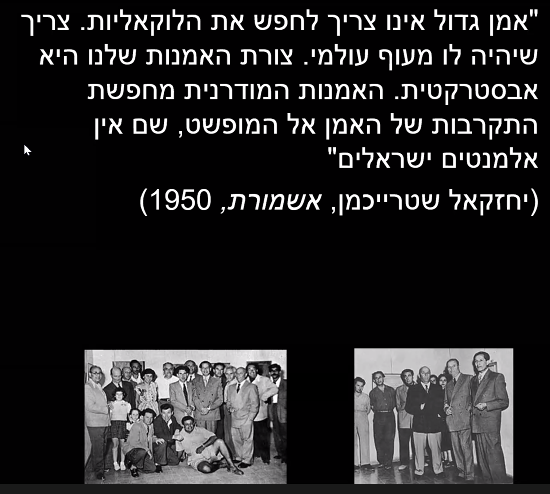 "אמן גדול אינו צריך לחפש את הלוקאליות. צריך
שיהיה לו מעוף עולמי. צורת האמנות שלנו היא
אבסטרקטית. האמנות המודרנית מחפשת
התקרבות של האמן אל המופשט, שם אין
אלמנטים ישראלים"
(יחזקאל שטרייכמן, אשמורת, 1950)